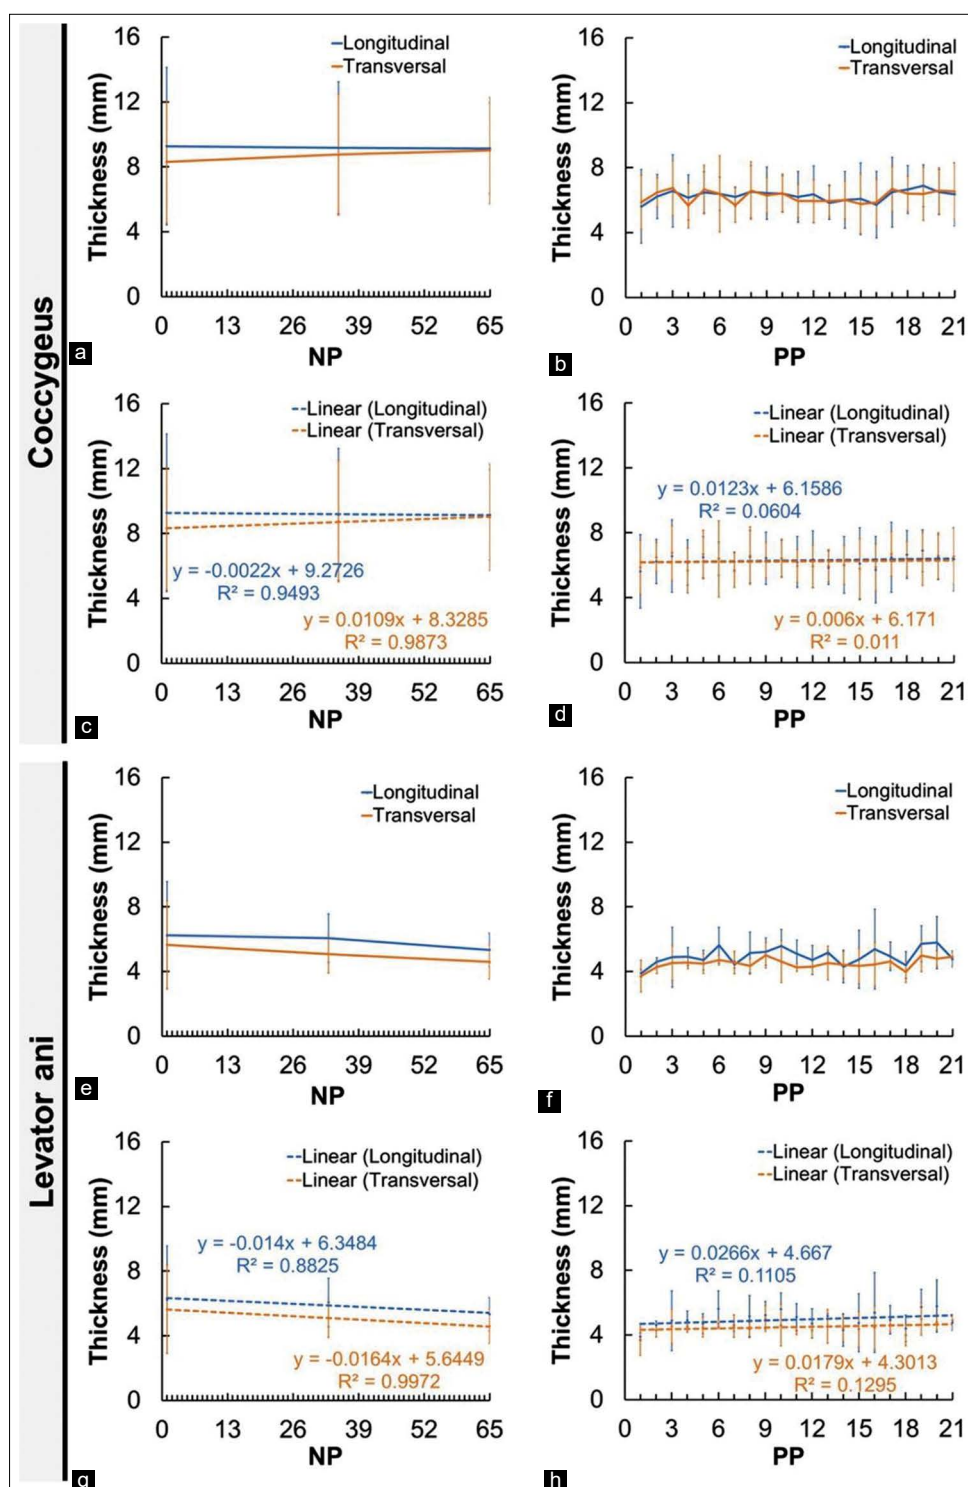 Coccygeus
16
12
8
4
0
Thickness (mm)
Longitudinal
Transversal
0 13 26 39 52 65
NP
a
16
12
8
4
0
Thickness (mm)
Longitudinal
Transversal
0 3 6 9 12 15 18 21
PP
b
16
12
8
4
0
Thickness (mm)
Linear (Longitudinal)
Linear (Transversal)
y = -0.0022x + 9.2726
R² = 0.9493
y = 0.0109x + 8.3285
R² = 0.9873
0 13 26 39 52 65
NP
c
16
12
8
4
0
Thickness (mm)
Linear (Longitudinal)
Linear (Transversal)
y = 0.0123x + 6.1586
R² = 0.0604
y = 0.006x + 6.171
R² = 0.011
0 3 6 9 12 15 18 21
PP
d
Levator ani
16
12
8
4
0
Thickness (mm)
Longitudinal
Transversal
0 13 26 39 52 65
NP
e
16
12
8
4
0
Thickness (mm)
Longitudinal
Transversal
0 3 6 9 12 15 18 21
PP
f
16
12
8
4
0
Thickness (mm)
Linear (Longitudinal)
Linear (Transversal)
y = -0.014x + 6.3484
R² = 0.8825
y = -0.0164x + 5.6449
R² = 0.9972
0 13 26 39 52 65
NP
g
16
12
8
4
0
Thickness (mm)
Linear (Longitudinal)
Linear (Transversal)
y = 0.0266x + 4.667
R² = 0.1105
y = 0.0179x + 4.3013
R² = 0.1295
0 3 6 9 12 15 18 21
PP
h